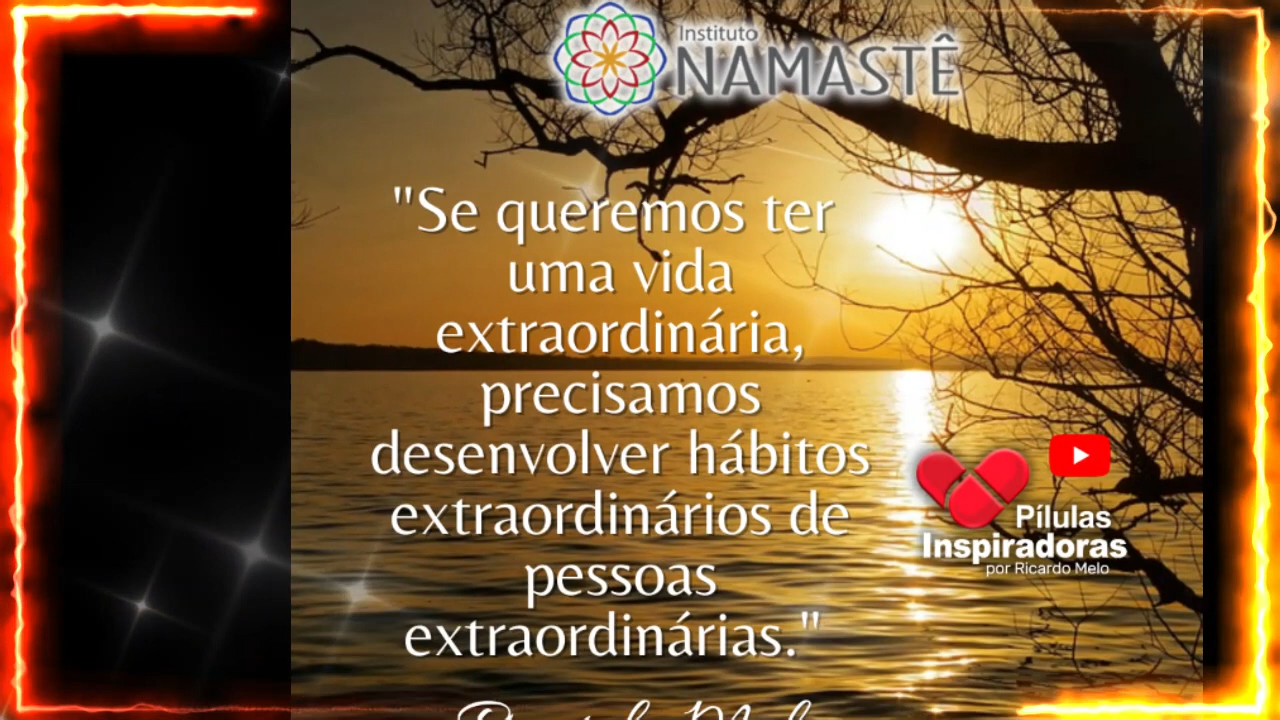 Instituto
NAMASTÊ
"Se queremos ter
uma vida
extraordinária,
precisamos
desenvolver hábitos
extraordinários de
pessoas
extraordinárias."
Pílulas
Inspiradoras
por Ricardo Melo